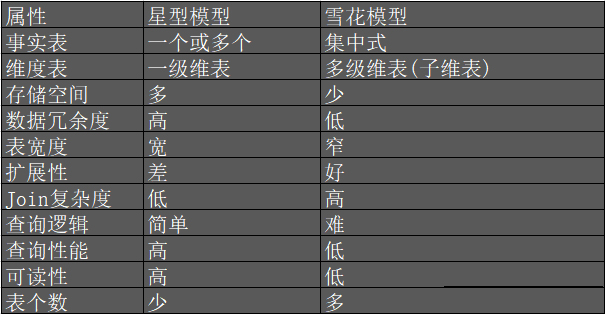 属性 星型模型 雪花模型
事实表 一个或多个 集中式
维度表 一级维表 多级维表(子维表)
存储空间 多 少
数据冗余度 高 低
表宽度 宽 窄
扩展性 差 好
Join复杂度 低 高
查询逻辑 简单 难
查询性能 高 低
可读性 高 低
表个数 少 多